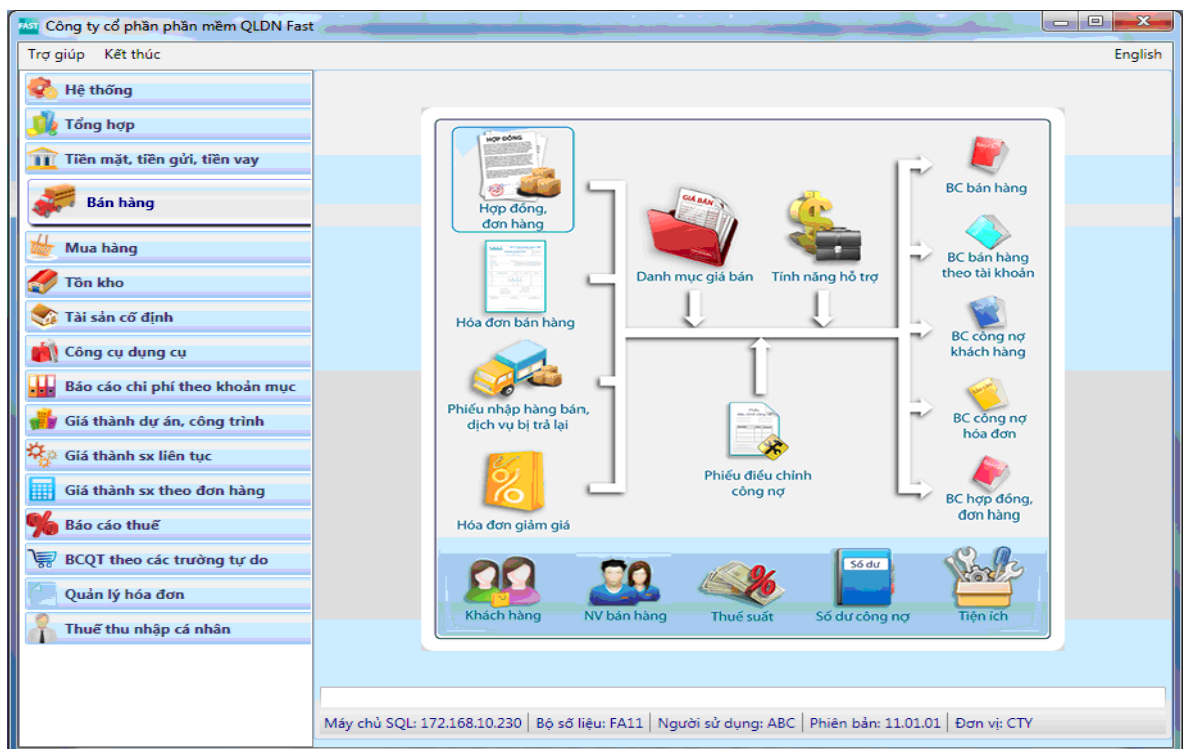 FAST Công ty cổ phần phần mềm QLDN Fast
Trợ giúp Kết thúc English
Hệ thống
Tổng hợp
Tiền mặt, tiền gửi, tiền vay
Bán hàng
Mua hàng
Tồn kho
Tài sản cố định
Công cụ dụng cụ
Báo cáo chi phí theo khoản mục
Giá thành dự án, công trình
Giá thành sx liên tục
Giá thành sx theo đơn hàng
Báo cáo thuế
BCQT theo các trường tự do
Quản lý hóa đơn
Thuế thu nhập cá nhân
HỢP ĐỒNG
Hợp đồng,
đơn hàng
Hóa đơn bán hàng
Phiếu nhập hàng bán,
dịch vụ bị trả lại
Hóa đơn giảm giá
GIÁ BÁN
Danh mục giá bán
Tính năng hỗ trợ
Phiếu điều chỉnh
công nợ
BC bán hàng
BC bán hàng
theo tài khoản
BC công nợ
khách hàng
BC công nợ
hóa đơn
BC hợp đồng,
đơn hàng
Khách hàng
NV bán hàng
Thuế suất
Số dư
Số dư công nợ
Tiện ích
Máy chủ SQL: 172.168.10.230 Bộ số liệu: FA11 Người sử dụng: ABC Phiên bản: 11.01.01 Đơn vị: CTY